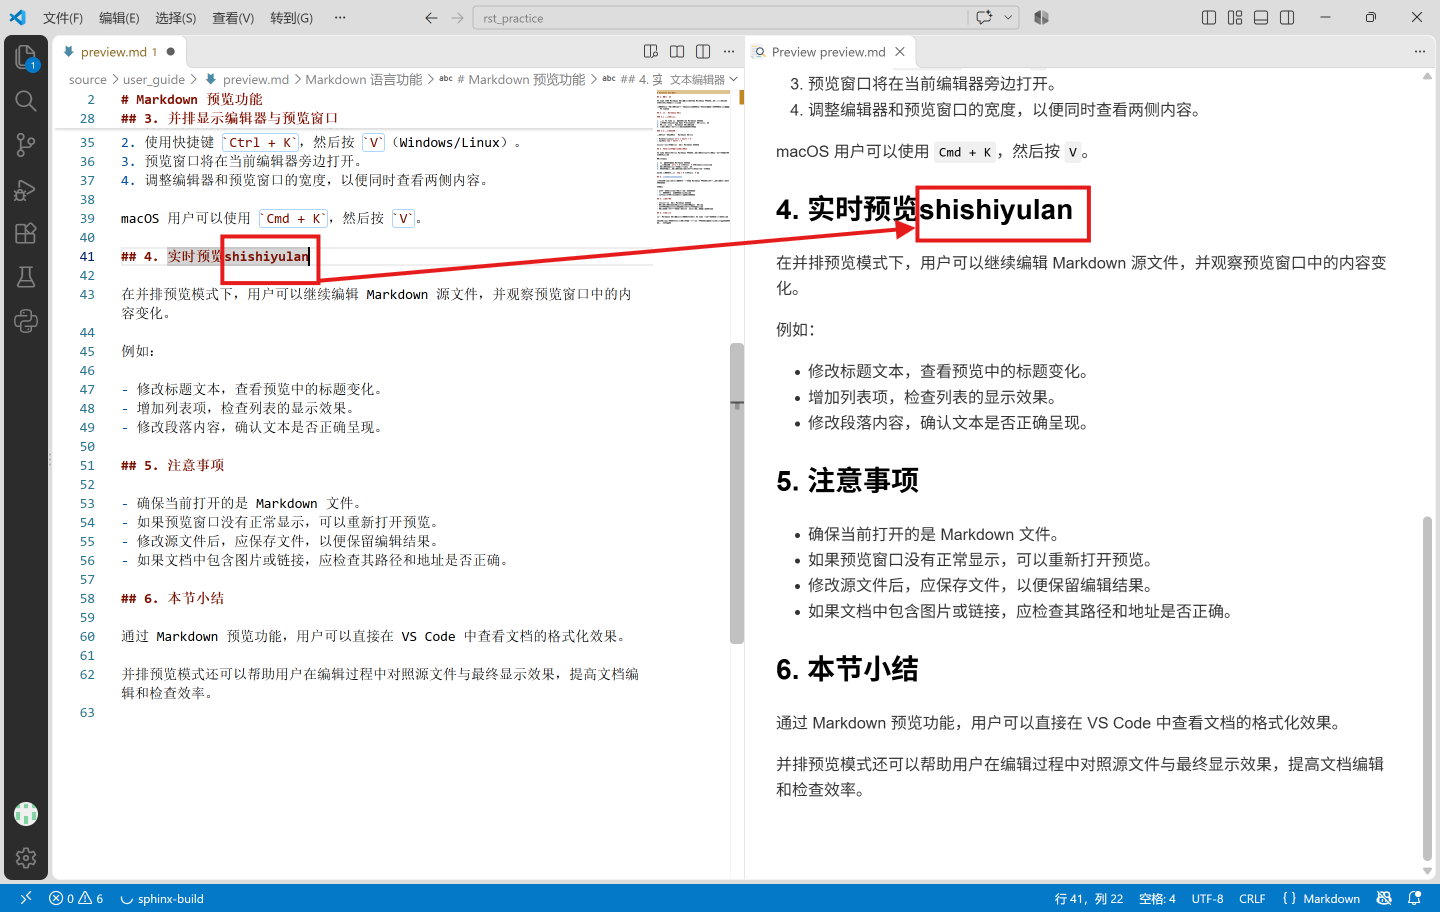 文件(F) 编辑(E) 选择(S) 查看(V) 转到(G) ··· rst_practice
preview.md 1
Preview preview.md
source > user_guide > preview.md > Markdown 语言功能 > abc # Markdown 预览功能 > abc ## 4. 实 文本编辑器
2 # Markdown 预览功能
28 ## 3. 并排显示编辑器与预览窗口
35 2. 使用快捷键 `Ctrl + K`，然后按 `V`（Windows/Linux）。
36 3. 预览窗口将在当前编辑器旁边打开。
37 4. 调整编辑器和预览窗口的宽度，以便同时查看两侧内容。
38
39 macOS 用户可以使用 `Cmd + K`，然后按 `V`。
40
41 ## 4. 实时预览shishiyulan
42
43 在并排预览模式下，用户可以继续编辑 Markdown 源文件，并观察预览窗口中的内
容变化。
44
45 例如：
46
47 - 修改标题文本，查看预览中的标题变化。
48 - 增加列表项，检查列表的显示效果。
49 - 修改段落内容，确认文本是否正确呈现。
50
51 ## 5. 注意事项
52
53 - 确保当前打开的是 Markdown 文件。
54 - 如果预览窗口没有正常显示，可以重新打开预览。
55 - 修改源文件后，应保存文件，以便保留编辑结果。
56 - 如果文档中包含图片或链接，应检查其路径和地址是否正确。
57
58 ## 6. 本节小结
59
60 通过 Markdown 预览功能，用户可以直接在 VS Code 中查看文档的格式化效果。
61
62 并排预览模式还可以帮助用户在编辑过程中对照源文件与最终显示效果，提高文档编
辑和检查效率。
63
3. 预览窗口将在当前编辑器旁边打开。
4. 调整编辑器和预览窗口的宽度，以便同时查看两侧内容。
macOS 用户可以使用 Cmd + K，然后按 V。
4. 实时预览shishiyulan
在并排预览模式下，用户可以继续编辑 Markdown 源文件，并观察预览窗口中的内容变
化。
例如：
• 修改标题文本，查看预览中的标题变化。
• 增加列表项，检查列表的显示效果。
• 修改段落内容，确认文本是否正确呈现。
5. 注意事项
• 确保当前打开的是 Markdown 文件。
• 如果预览窗口没有正常显示，可以重新打开预览。
• 修改源文件后，应保存文件，以便保留编辑结果。
• 如果文档中包含图片或链接，应检查其路径和地址是否正确。
6. 本节小结
通过 Markdown 预览功能，用户可以直接在 VS Code 中查看文档的格式化效果。
并排预览模式还可以帮助用户在编辑过程中对照源文件与最终显示效果，提高文档编辑
和检查效率。
1
0 6 sphinx-build 行 41，列 22 空格: 4 UTF-8 CRLF { } Markdown